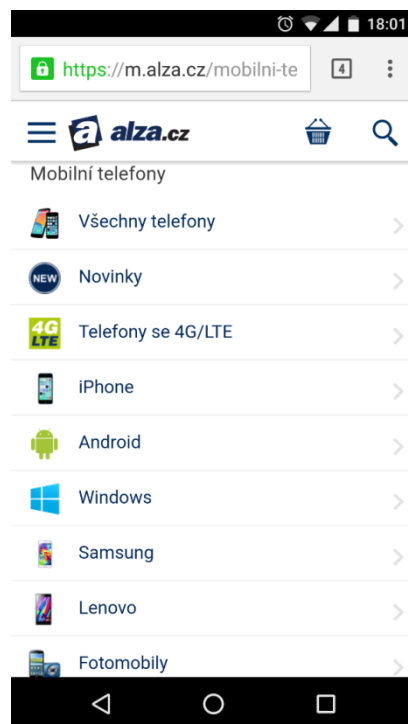 18:01
https://m.alza.cz/mobilni-te
4
a alza.cz
Mobilní telefony
Všechny telefony
NEW Novinky
4G LTE Telefony se 4G/LTE
iPhone
Android
Windows
Samsung
Lenovo
Fotomobily